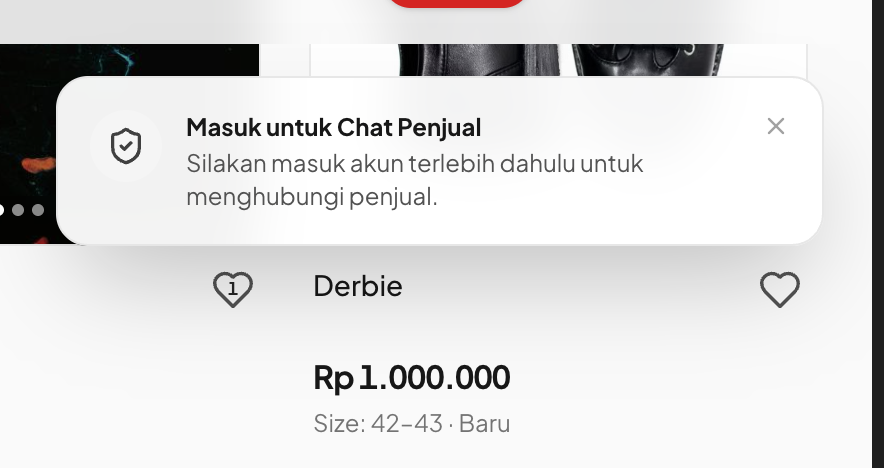 Masuk untuk Chat Penjual
Silakan masuk akun terlebih dahulu untuk
menghubungi penjual.
1
Derbie
Rp 1.000.000
Size: 42–43 · Baru